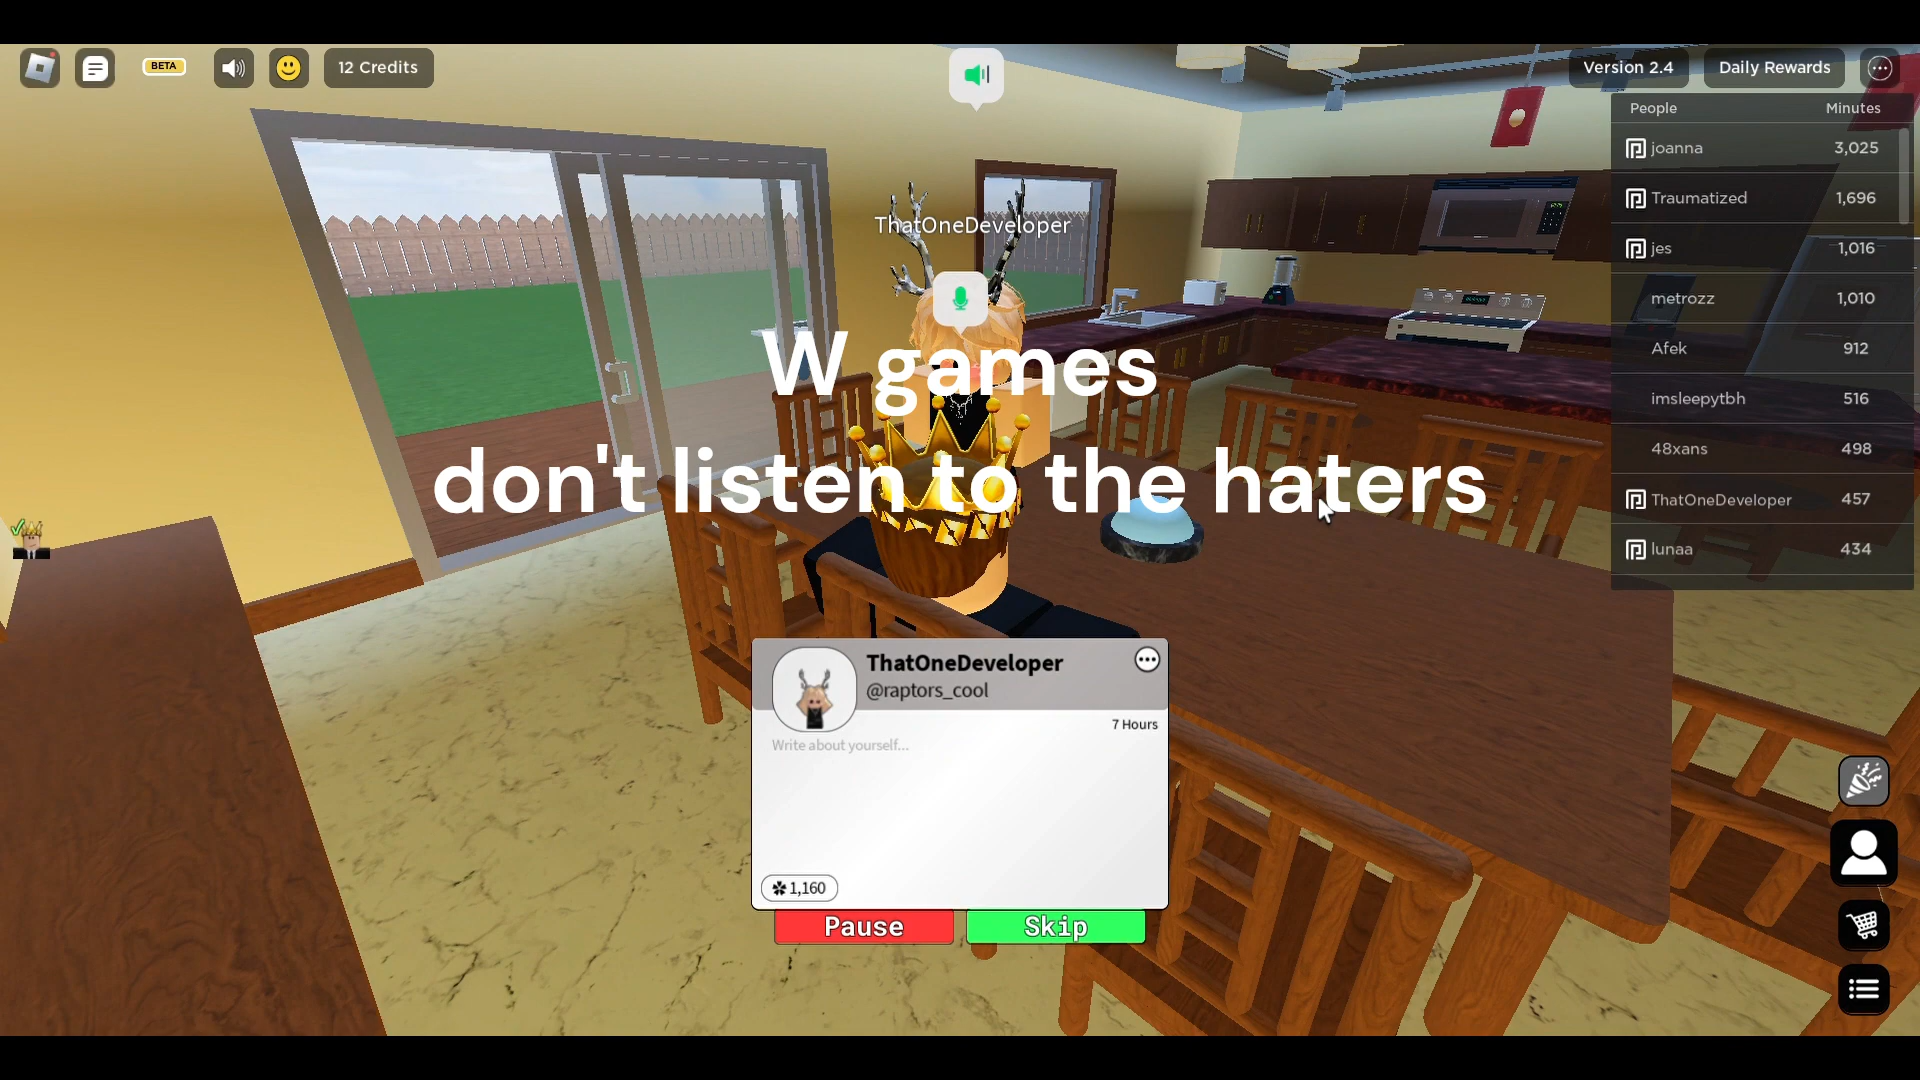 BETA
12 Credits
Version 2.4
Daily Rewards
People Minutes
joanna 3,025
Traumatized 1,696
jes 1,016
metrozz 1,010
Afek 912
imsleepytbh 516
48xans 498
ThatOneDeveloper 457
lunaa 434
ThatOneDeveloper
W games
don't listen to the haters
ThatOneDeveloper
@raptors_cool
7 Hours
Write about yourself...
1,160
Pause Skip